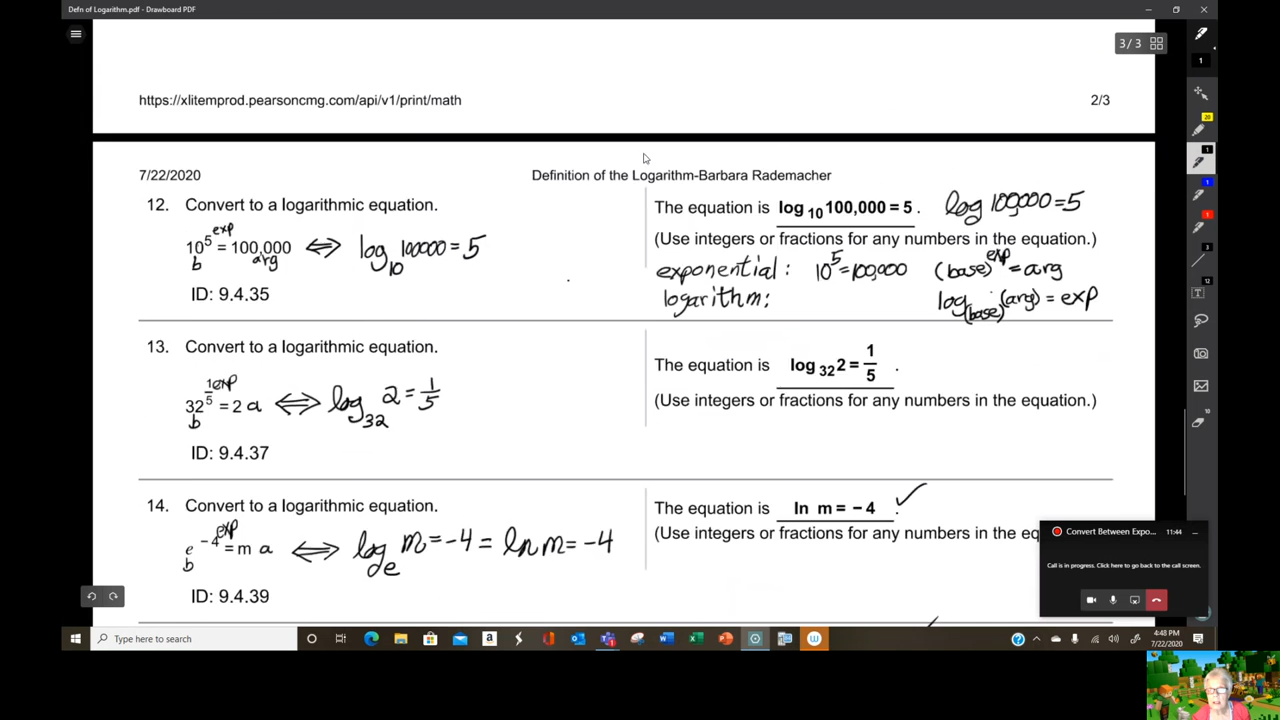 Defn of Logarithm.pdf - Drawboard PDF
3 / 3
https://xlitemprod.pearsoncmg.com/api/v1/print/math
2/3
7/22/2020
Definition of the Logarithm-Barbara Rademacher
12. Convert to a logarithmic equation.
10^5 = 100,000 ⟺ log_10 100000 = 5
exp
b
arg
ID: 9.4.35
The equation is log_10 100,000 = 5 .
log 100,000 = 5
(Use integers or fractions for any numbers in the equation.)
exponential: 10^5 = 100,000 (base)^exp = arg
logarithm: log_(base) (arg) = exp
13. Convert to a logarithmic equation.
32^(1/5) = 2 a ⟺ log_32 2 = 1/5
exp
b
ID: 9.4.37
The equation is log_32 2 = 1/5 .
(Use integers or fractions for any numbers in the equation.)
14. Convert to a logarithmic equation.
e^-4 = m a ⟺ log_e m = -4 = ln m = -4
exp
b
ID: 9.4.39
The equation is ln m = - 4 .
(Use integers or fractions for any numbers in the eq
Convert Between Expo... 11:44
Call is in progress. Click here to go back to the call screen.
Type here to search
4:48 PM
7/22/2020